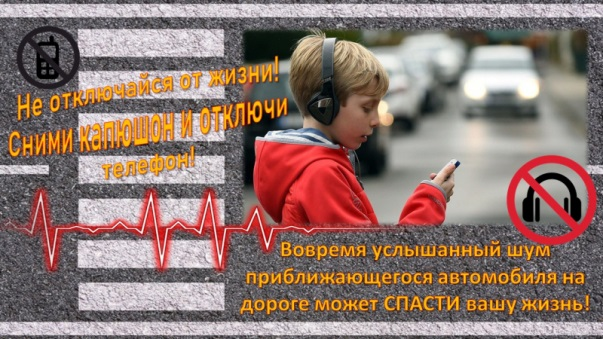 Не отключайся от жизни!
Сними капюшон и отключи
телефон!
Вовремя услышанный шум
приближающегося автомобиля на
дороге может СПАСТИ вашу жизнь!